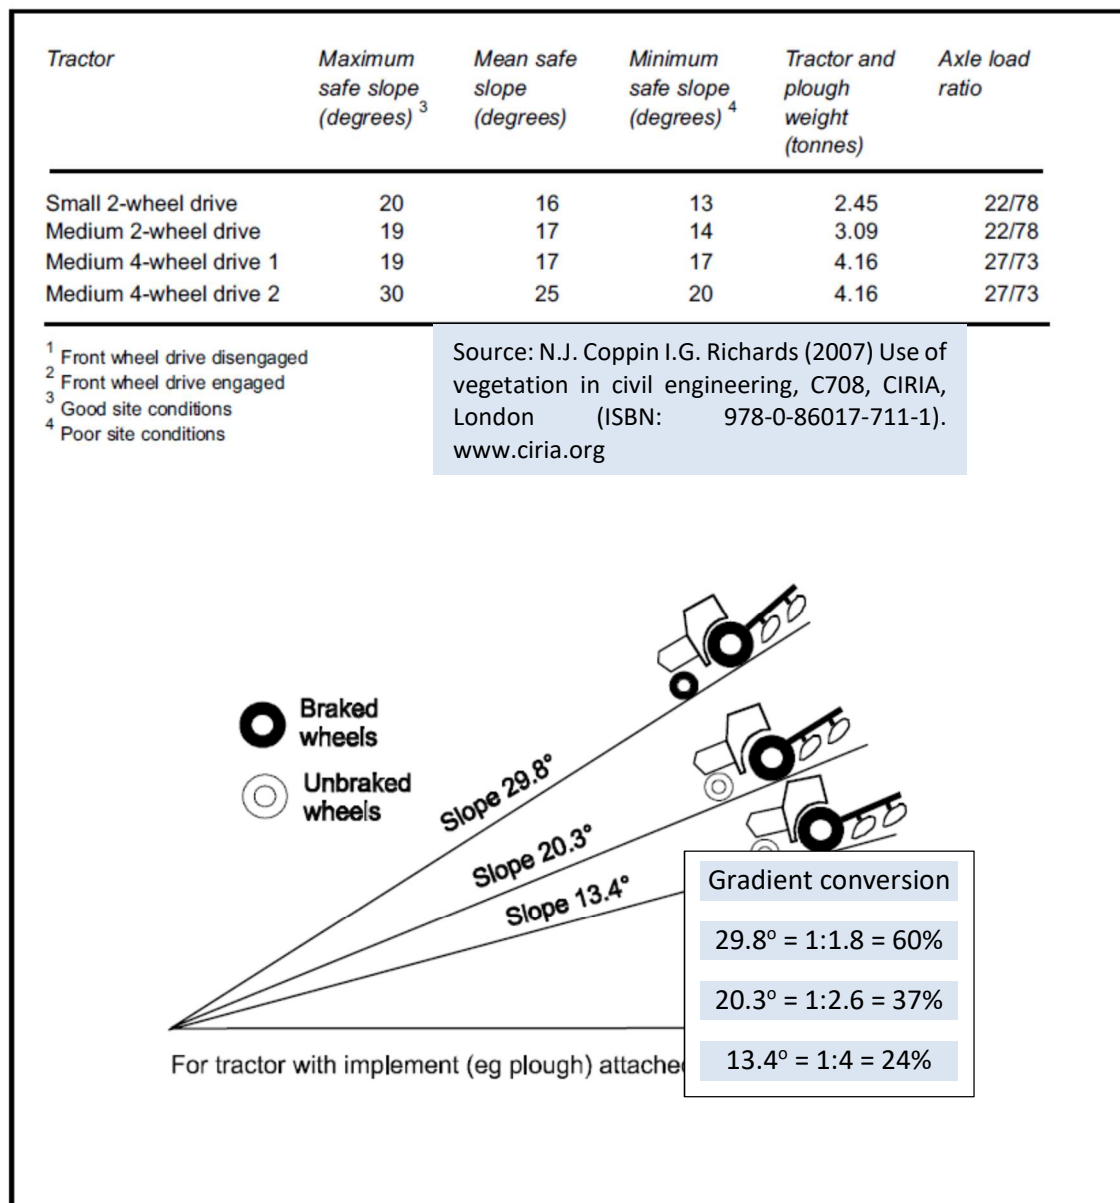 Tractor Maximum safe slope (degrees) 3 Mean safe slope (degrees) Minimum safe slope (degrees) 4 Tractor and plough weight (tonnes) Axle load ratio
Small 2-wheel drive 20 16 13 2.45 22/78
Medium 2-wheel drive 19 17 14 3.09 22/78
Medium 4-wheel drive 1 19 17 17 4.16 27/73
Medium 4-wheel drive 2 30 25 20 4.16 27/73
1 Front wheel drive disengaged
2 Front wheel drive engaged
3 Good site conditions
4 Poor site conditions
Source: N.J. Coppin I.G. Richards (2007) Use of
vegetation in civil engineering, C708, CIRIA,
London (ISBN: 978-0-86017-711-1).
www.ciria.org
Braked
wheels
Unbraked
wheels
Slope 29.8°
Slope 20.3°
Slope 13.4°
Gradient conversion
29.8º = 1:1.8 = 60%
20.3º = 1:2.6 = 37%
13.4º = 1:4 = 24%
For tractor with implement (eg plough)